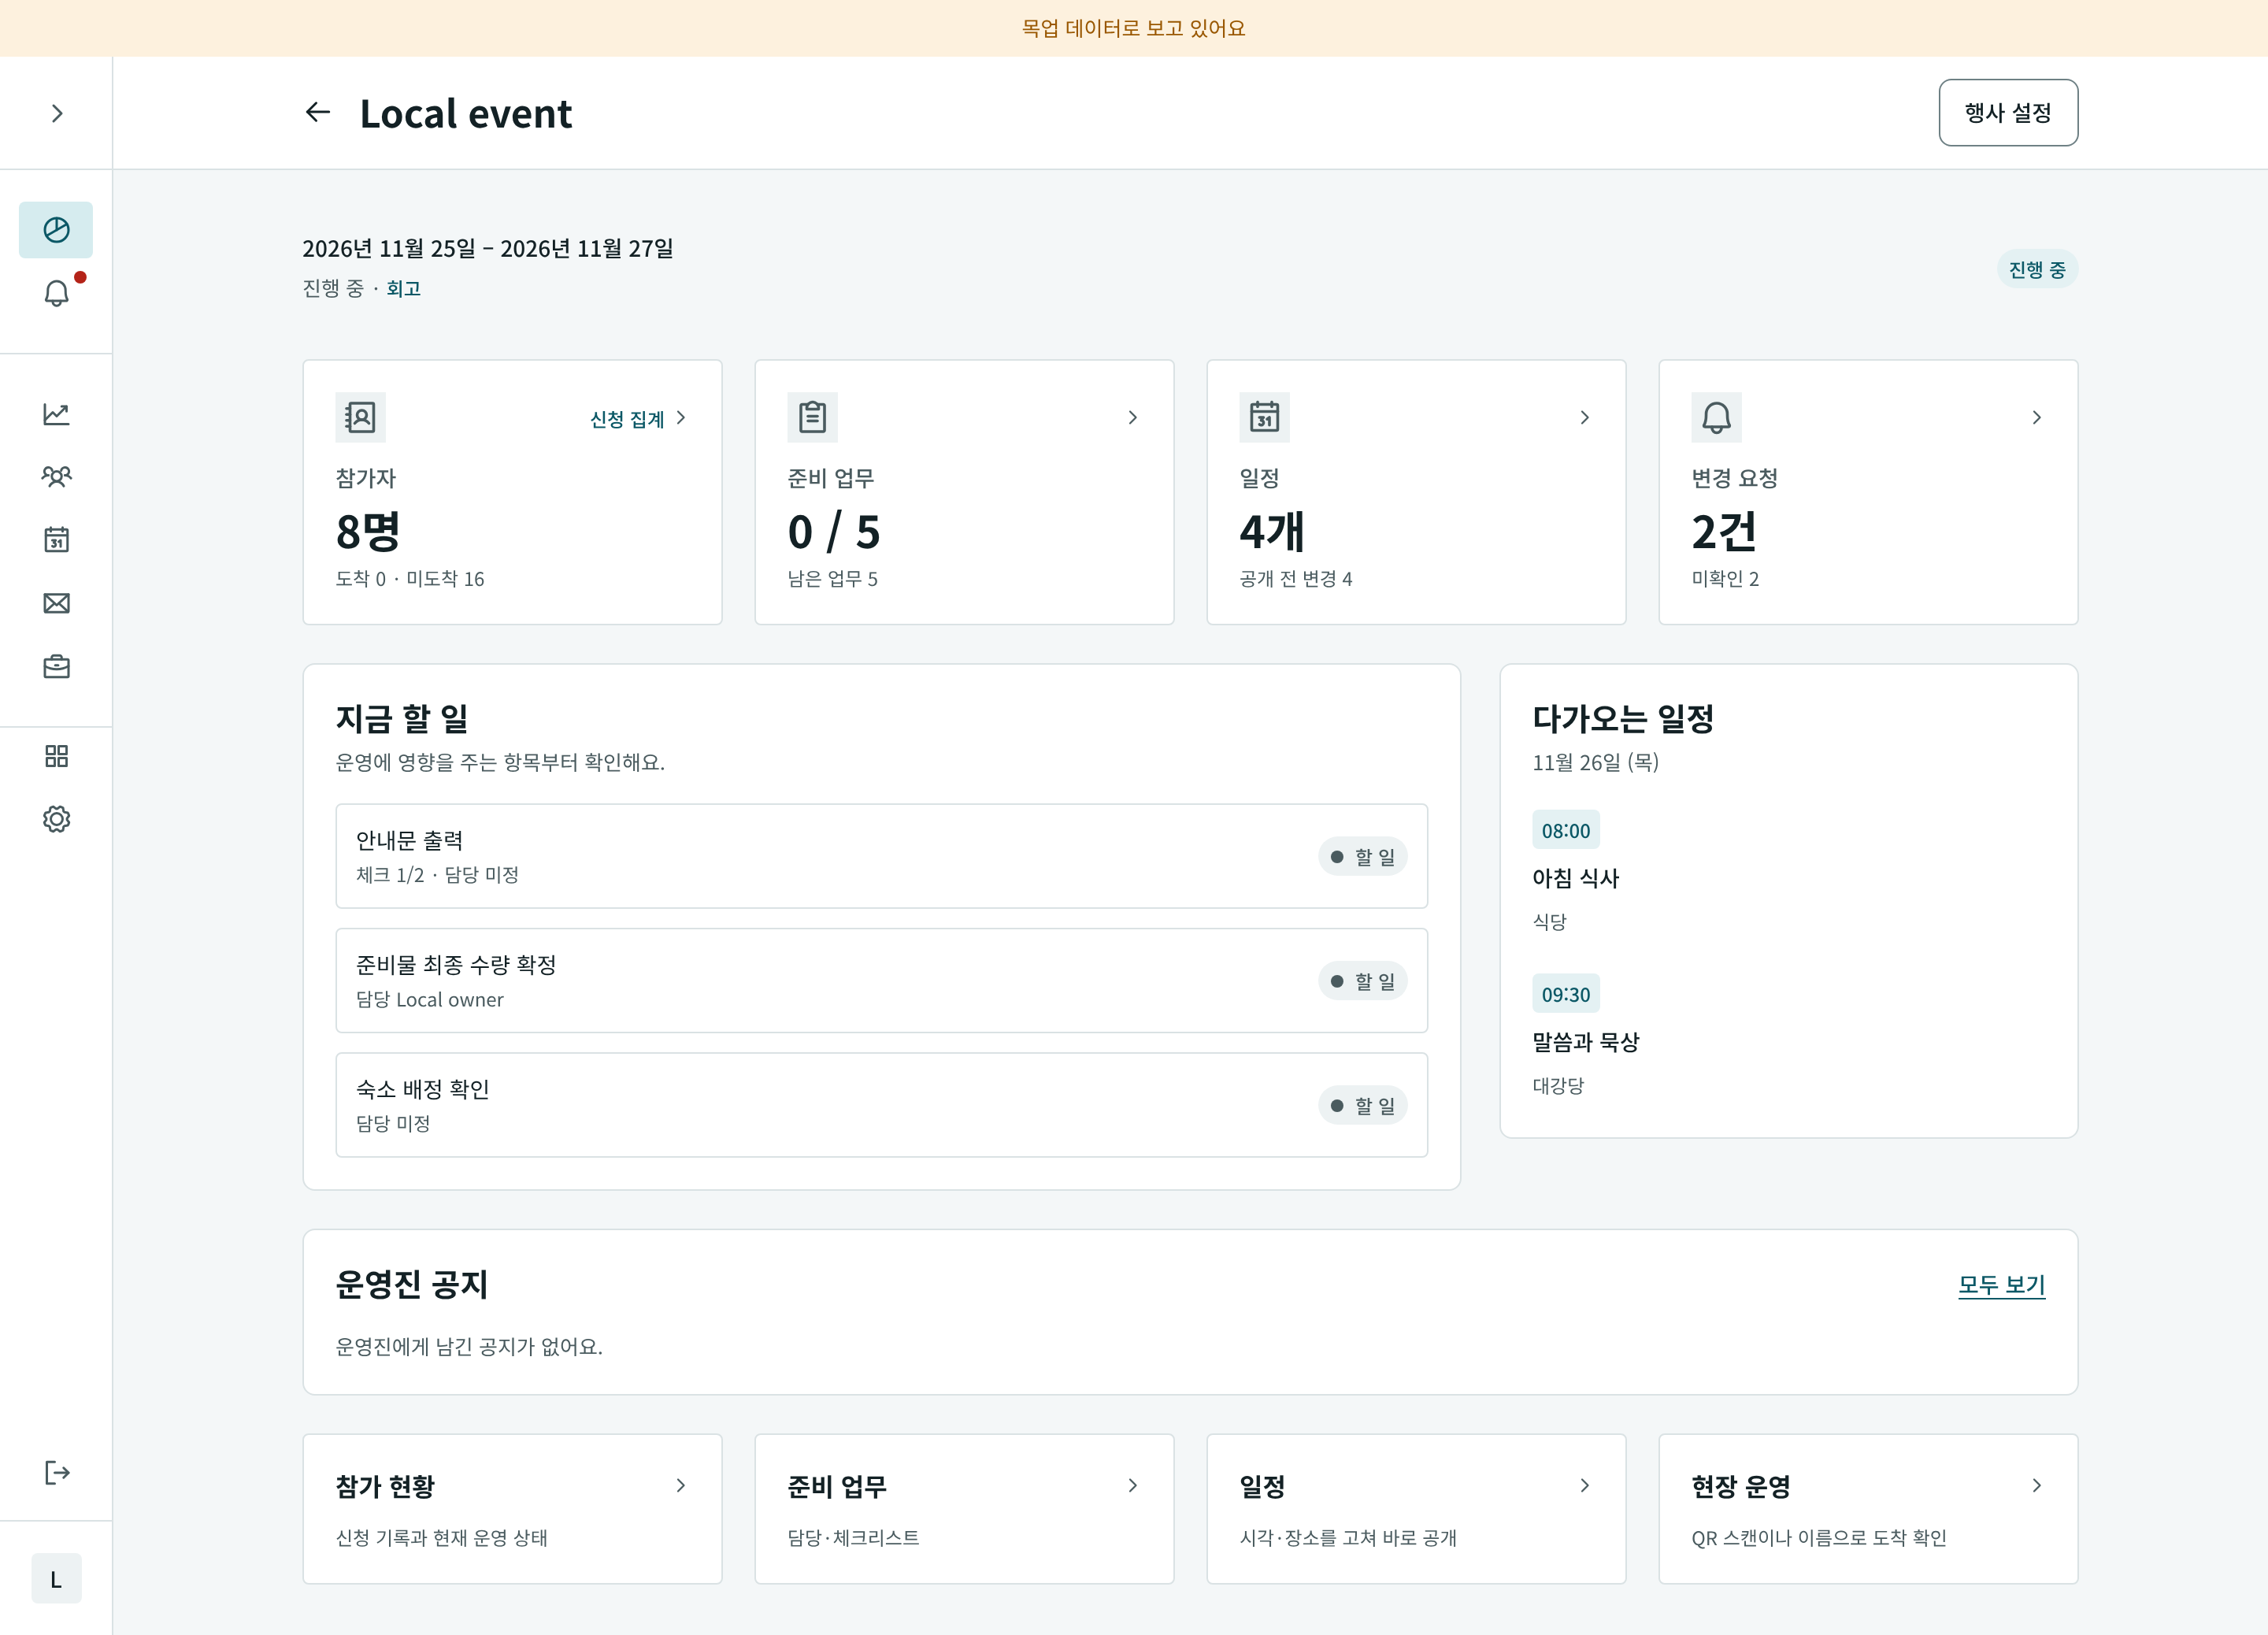 목업 데이터로 보고 있어요
Local event
행사 설정
2026년 11월 25일 – 2026년 11월 27일
진행 중 · 회고
진행 중
신청 집계
참가자
8명
도착 0 · 미도착 16
준비 업무
0 / 5
남은 업무 5
31
일정
4개
공개 전 변경 4
변경 요청
2건
미확인 2
31
지금 할 일
운영에 영향을 주는 항목부터 확인해요.
안내문 출력
체크 1/2 · 담당 미정
할 일
준비물 최종 수량 확정
담당 Local owner
할 일
숙소 배정 확인
담당 미정
할 일
다가오는 일정
11월 26일 (목)
08:00
아침 식사
식당
09:30
말씀과 묵상
대강당
운영진 공지
모두 보기
운영진에게 남긴 공지가 없어요.
참가 현황
신청 기록과 현재 운영 상태
준비 업무
담당·체크리스트
일정
시각·장소를 고쳐 바로 공개
현장 운영
QR 스캔이나 이름으로 도착 확인
L